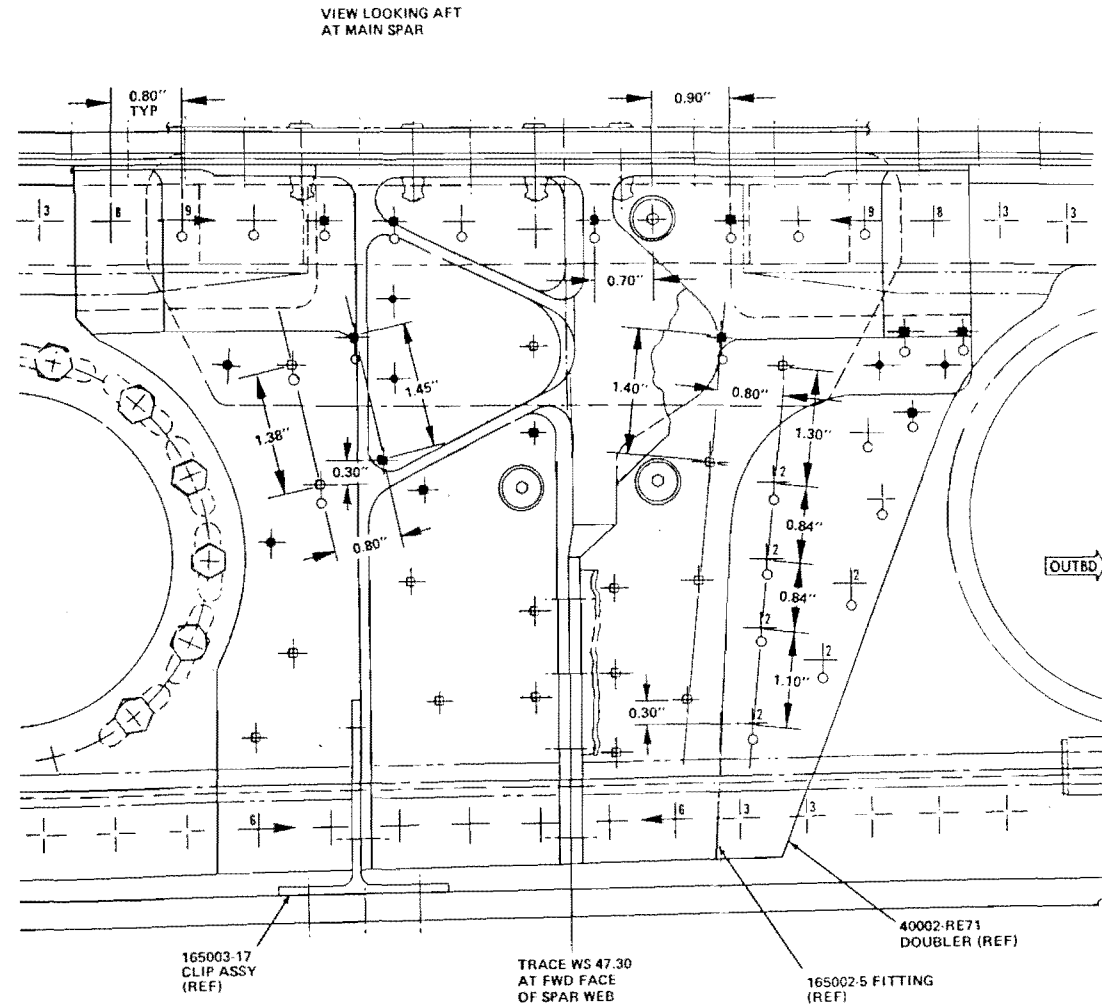 VIEW LOOKING AFT
AT MAIN SPAR
0.80"
TYP
0.90"
3
8
9
9
8
3
3
0.70"
1.45"
1.40"
0.80"
1.38"
0.30"
1.30"
2
0.84"
0.80"
2
OUTBD
0.84"
2
2
2
1.10"
0.30"
2
6
6
3
3
165003-17
CLIP ASSY
(REF)
TRACE WS 47.30
AT FWD FACE
OF SPAR WEB
165002-5 FITTING
(REF)
40002-RE71
DOUBLER (REF)